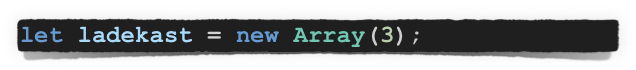 let ladekast = new Array(3);